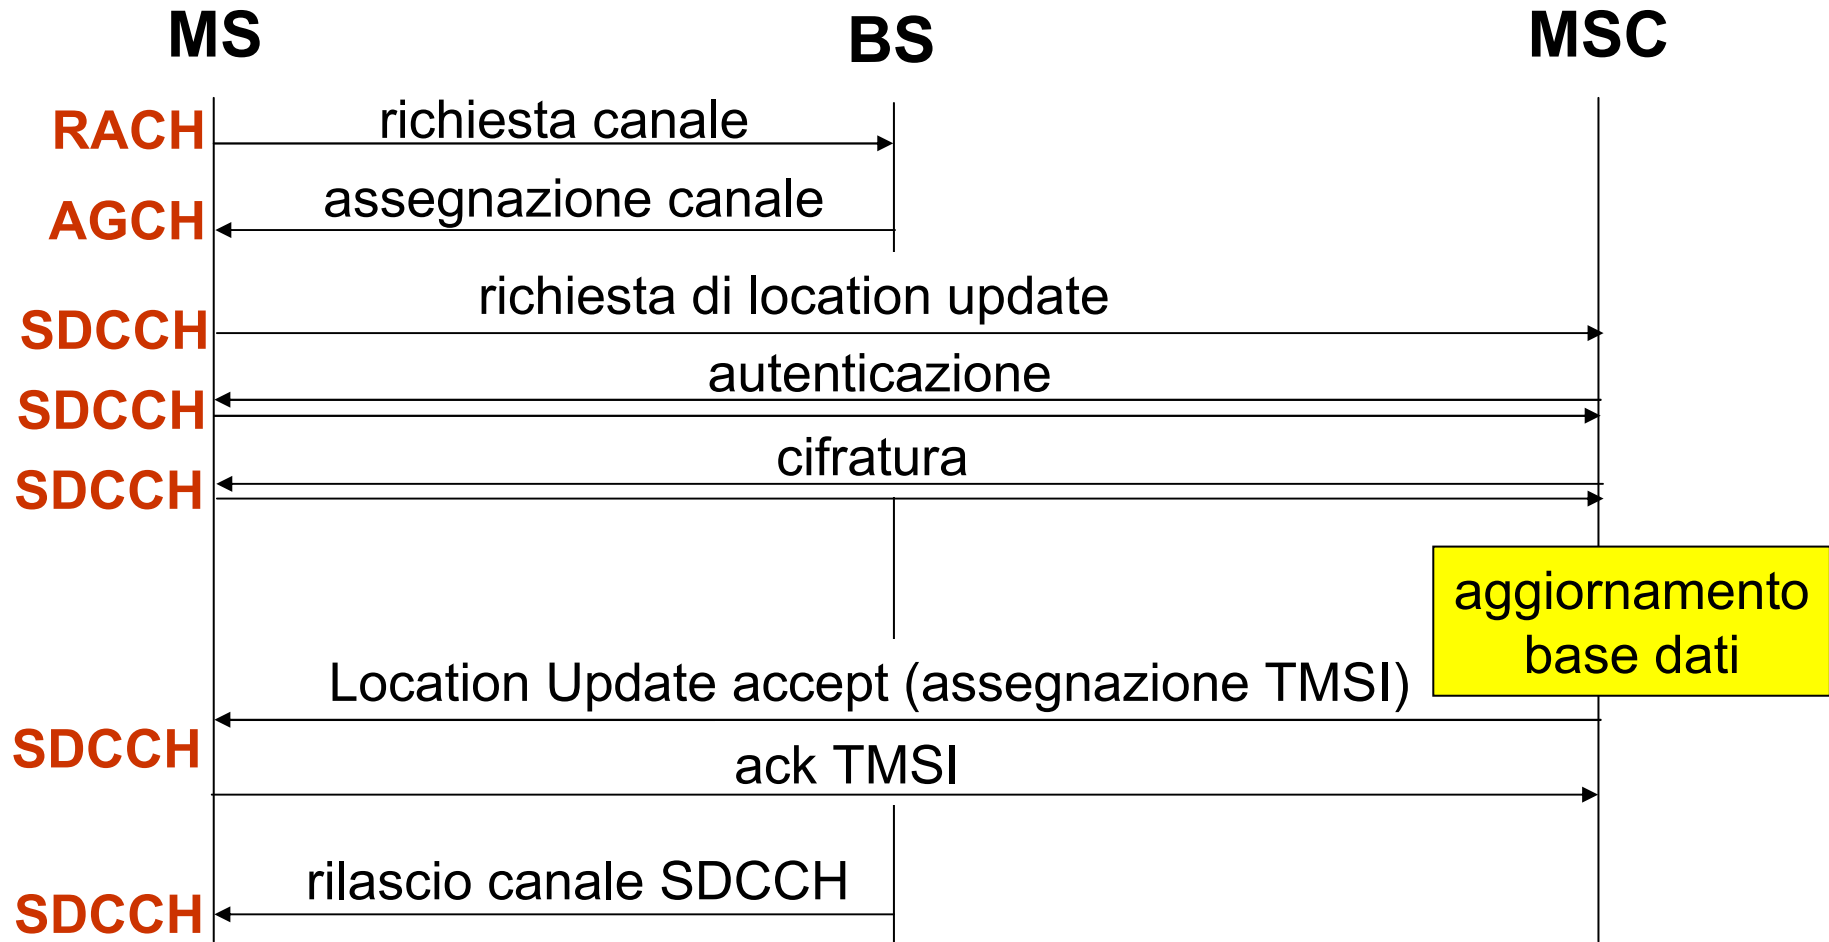 MS
BS
MSC
RACH
richiesta canale
AGCH
assegnazione canale
SDCCH
richiesta di location update
SDCCH
autenticazione
SDCCH
cifratura
aggiornamento
base dati
Location Update accept (assegnazione TMSI)
SDCCH
ack TMSI
SDCCH
rilascio canale SDCCH